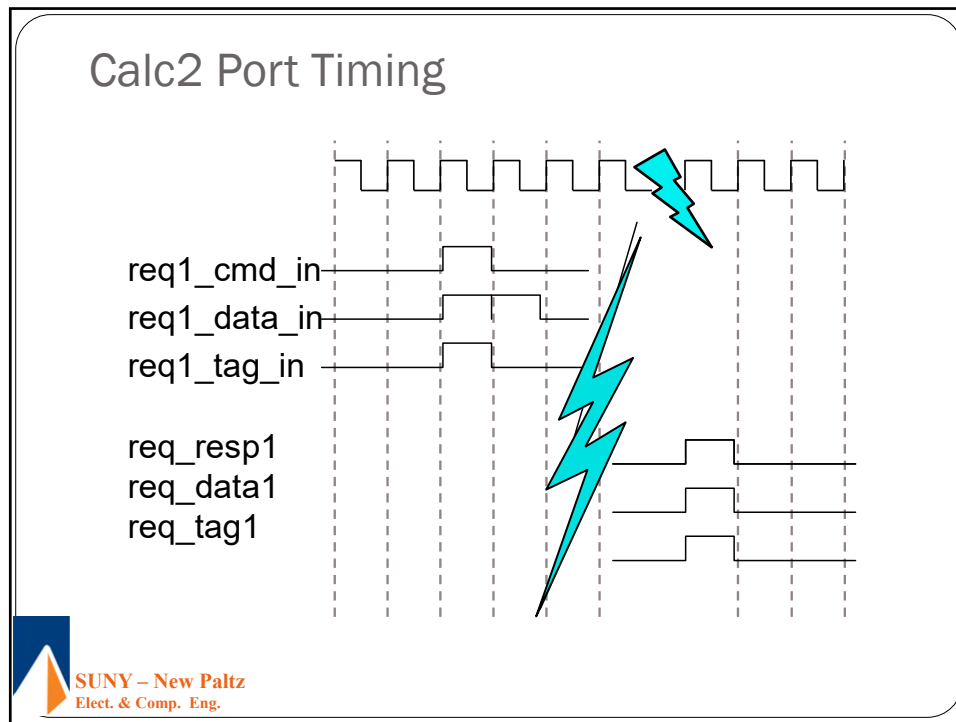 Calc2 Port Timing
req1_cmd_in
req1_data_in
req1_tag_in
req_resp1
req_data1
req_tag1
SUNY – New Paltz
Elect. & Comp. Eng.